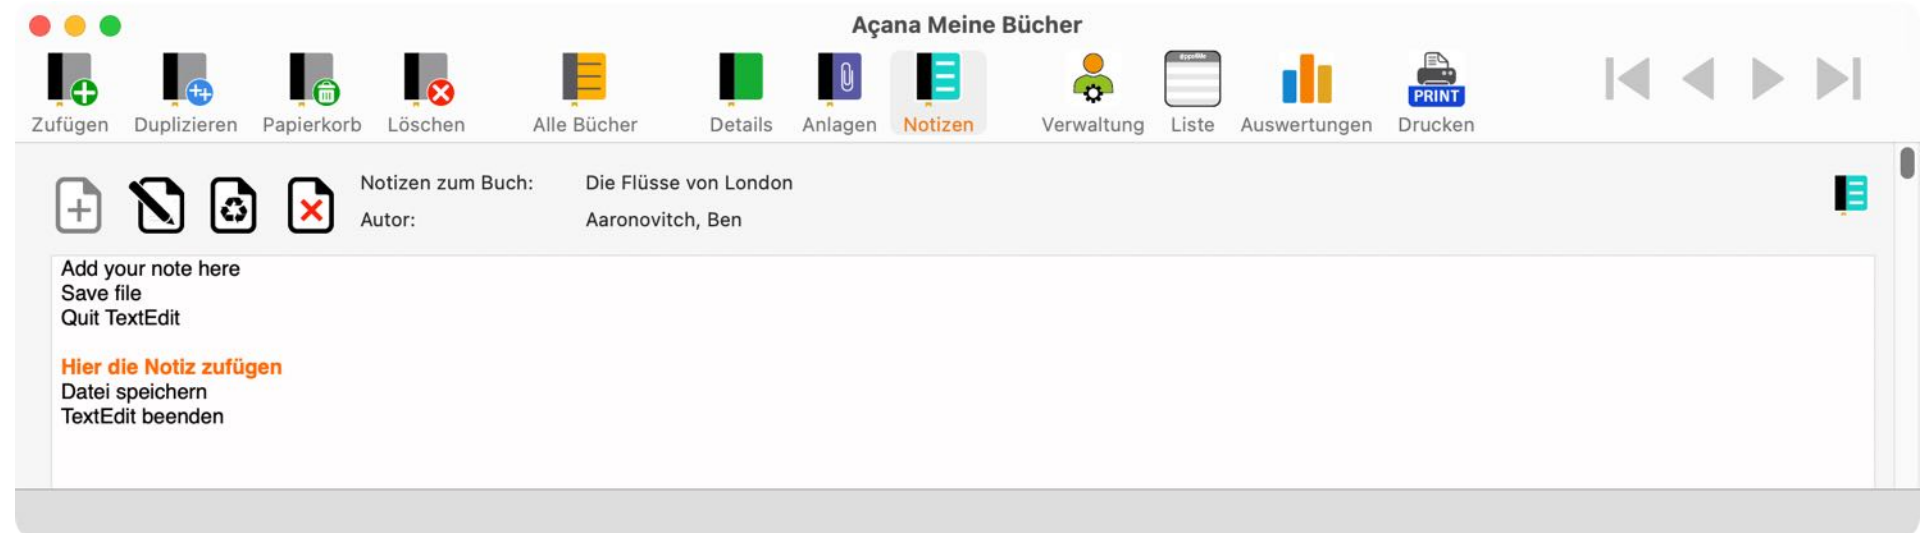 Açana Meine Bücher
PRINT
Zufügen Duplizieren Papierkorb Löschen Alle Bücher Details Anlagen Notizen Verwaltung Liste Auswertungen Drucken
Notizen zum Buch: Die Flüsse von London
Autor: Aaronovitch, Ben
Add your note here
Save file
Quit TextEdit
Hier die Notiz zufügen
Datei speichern
TextEdit beenden